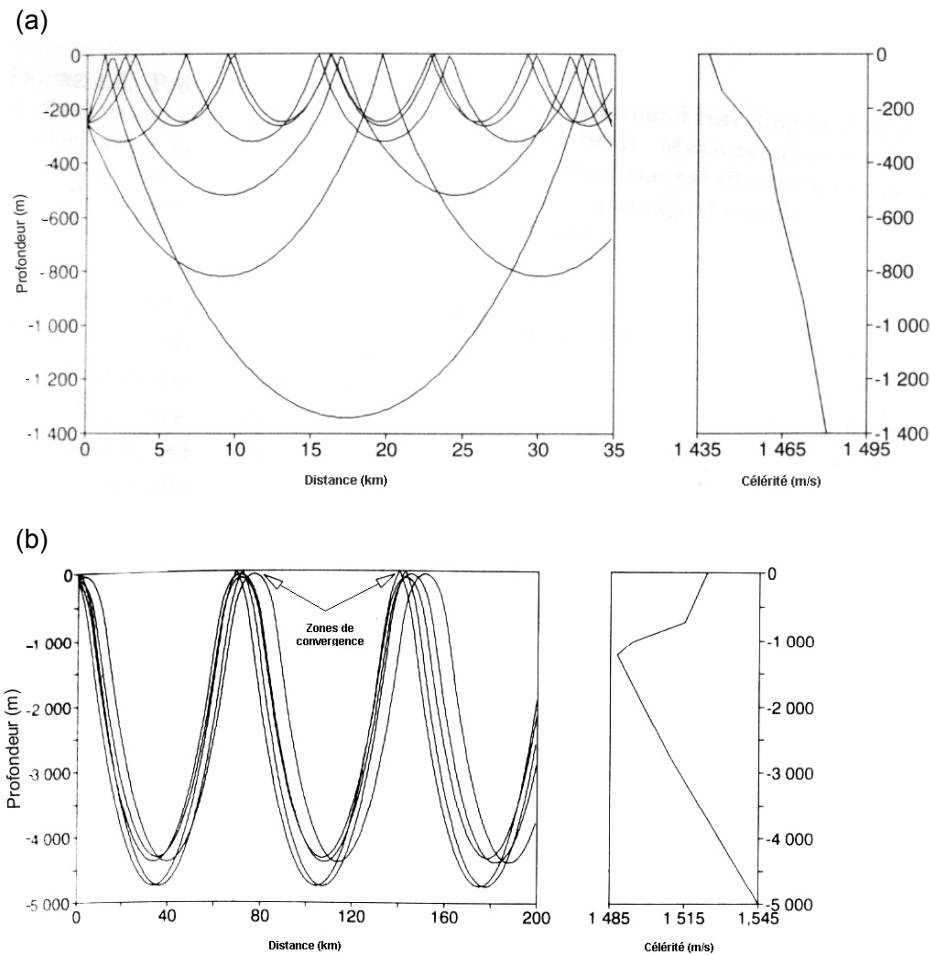 (a)
0
-200
-400
-600
-800
-1 000
-1 200
-1 400
Profondeur (m)
0 5 10 15 20 25 30 35
Distance (km)
0
-200
-400
-600
-800
-1 000
-1 200
-1 400
1 435 1 465 1 495
Célérité (m/s)
(b)
0
-1 000
-2 000
-3 000
-4 000
-5 000
Profondeur (m)
Zones de
convergence
0 40 80 120 160 200
Distance (km)
0
-1 000
-2 000
-3 000
-4 000
-5 000
1 485 1 515 1,545
Célérité (m/s)